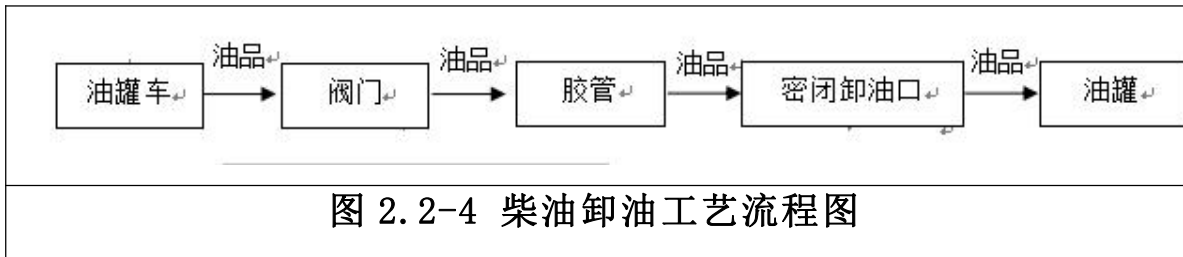 油品 油品 油品 油品
油罐车 阀门 胶管 密闭卸油口 油罐
图 2.2-4 柴油卸油工艺流程图